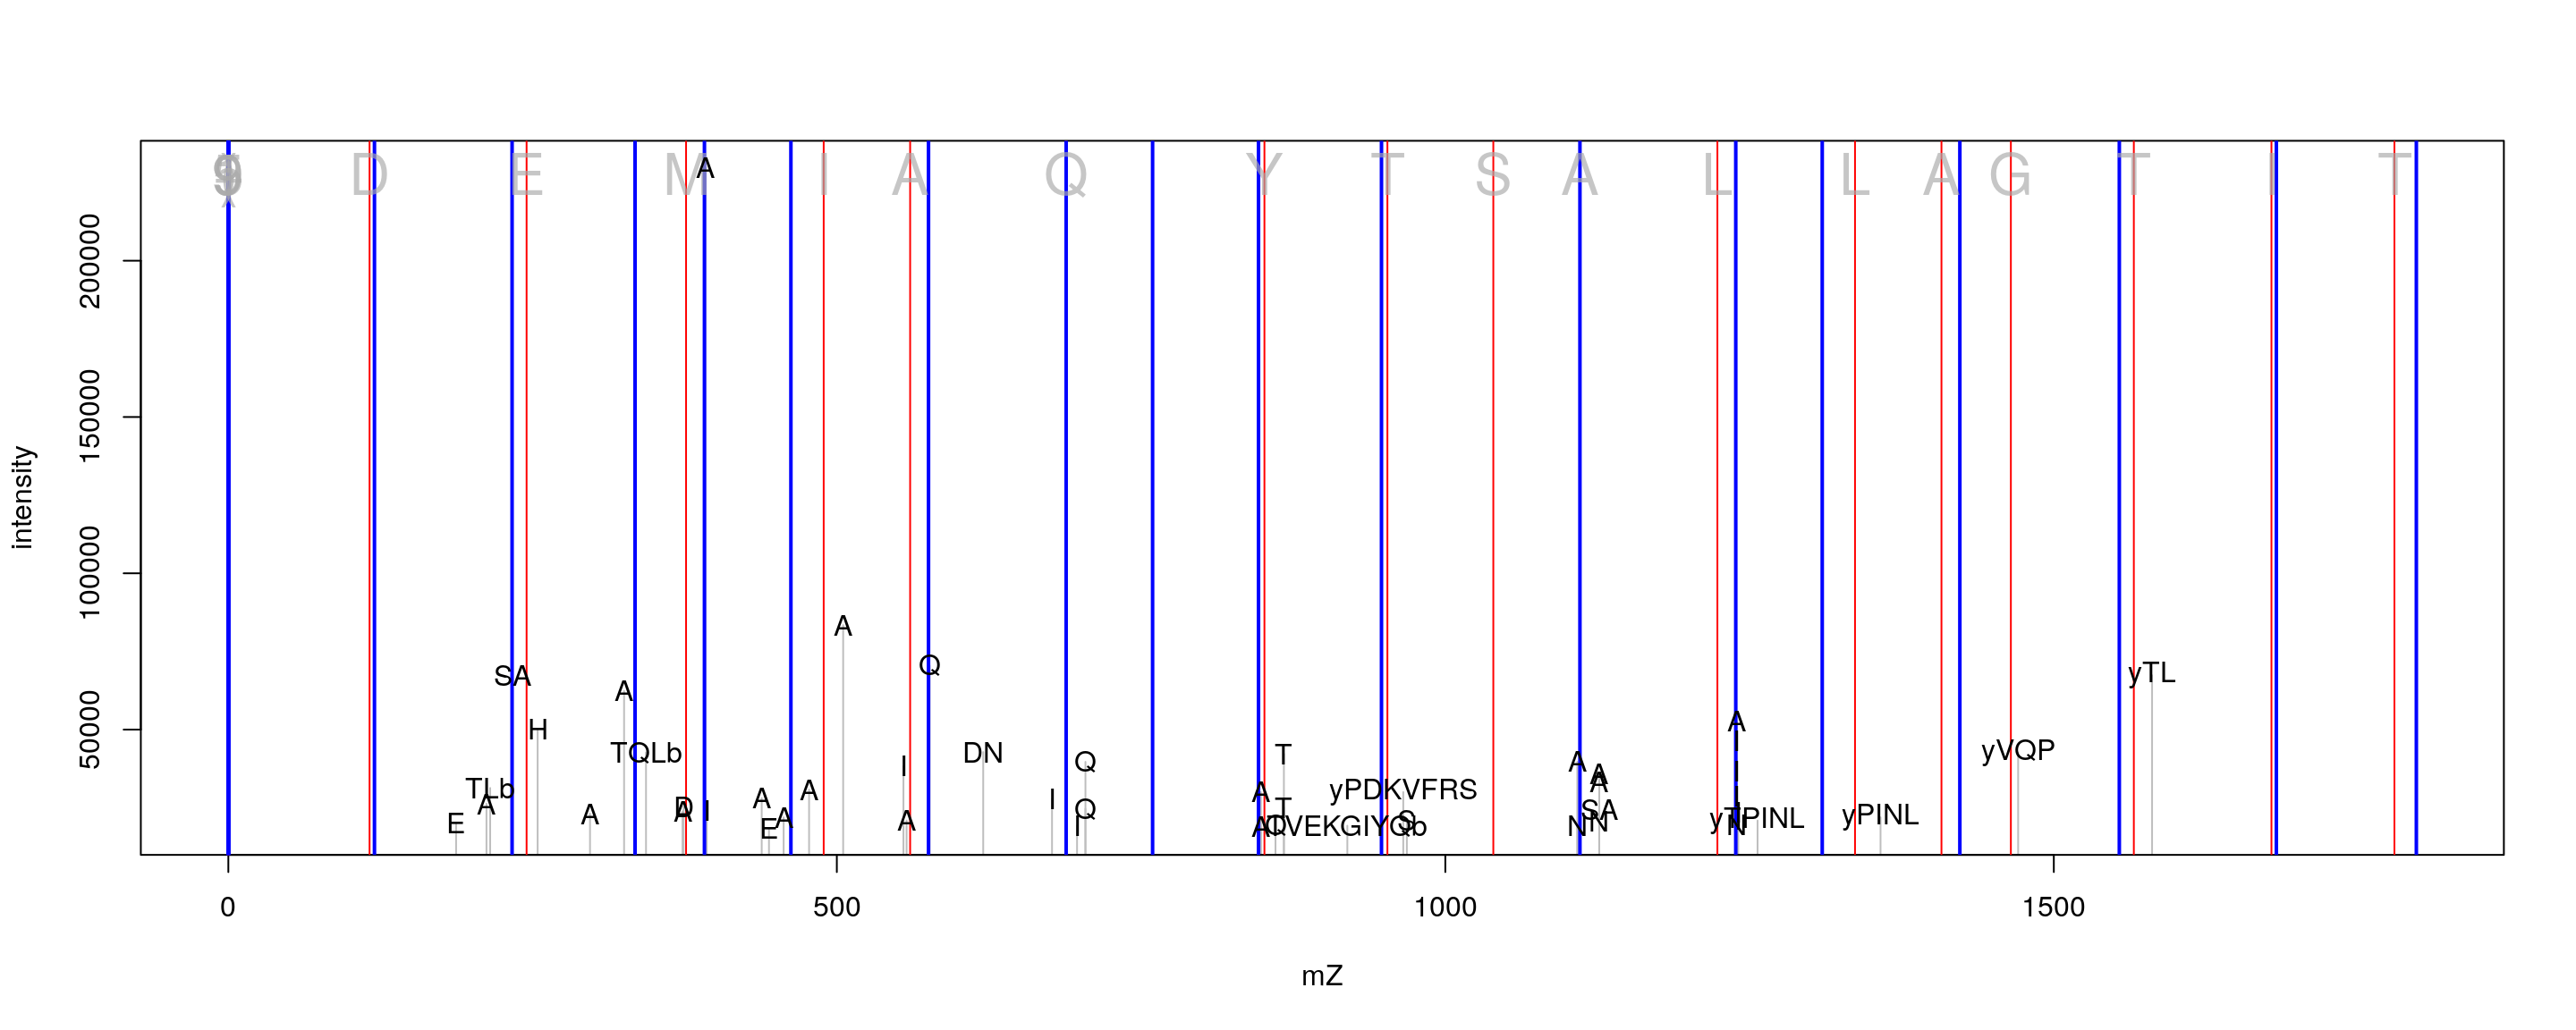 D E M I A Q Y T S A L L A G T I T
A
200000
150000
100000
50000
intensity
A
Q
SA A yTL
H A
TQLb DN T yVQP
I Q A
TLb A A yPDKVFRS A
E A A D I A I Q T SA yPINL
E A A I A QVEKGIYQb S N N yTPINL
0 500 1000 1500
mZ